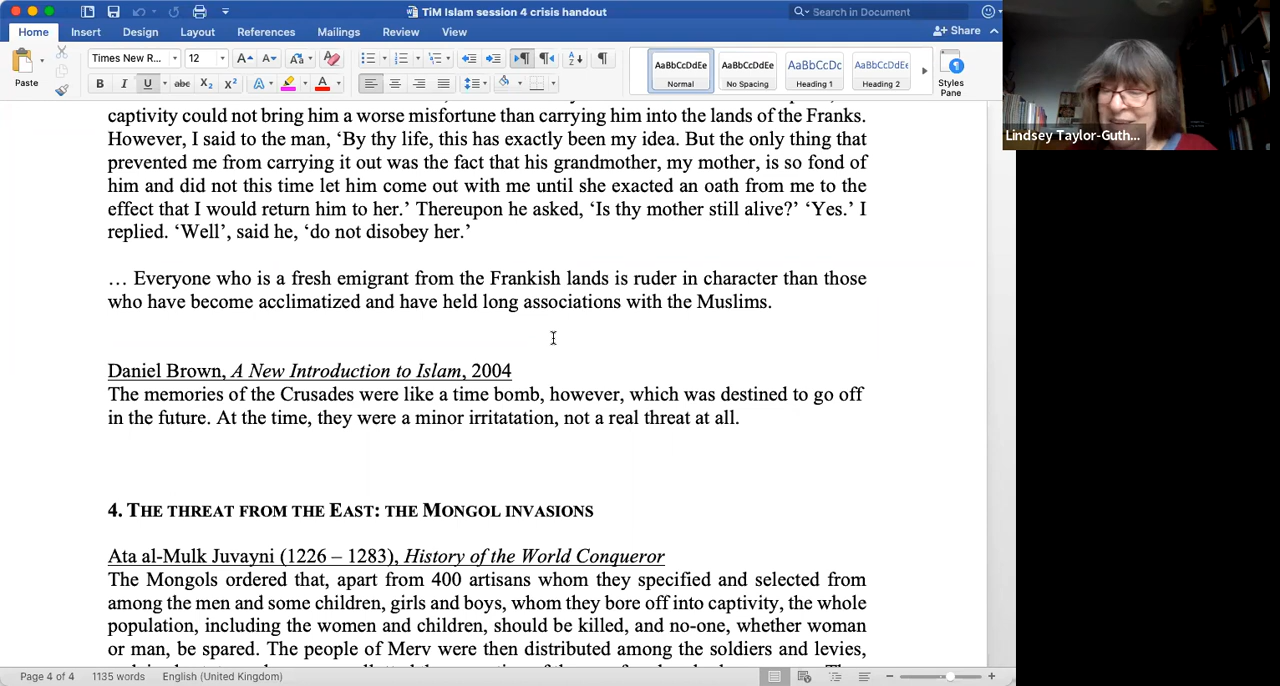 TiM Islam session 4 crisis handout
Search in Document
Home Insert Design Layout References Mailings Review View
Share
Paste
Times New R... 12
AaBbCcDdEe AaBbCcDdEe AaBbCcDc AaBbCcDdEe
Normal No Spacing Heading 1 Heading 2
Styles
Pane
captivity could not bring him a worse misfortune than carrying him into the lands of the Franks.
However, I said to the man, ‘By thy life, this has exactly been my idea. But the only thing that
prevented me from carrying it out was the fact that his grandmother, my mother, is so fond of
him and did not this time let him come out with me until she exacted an oath from me to the
effect that I would return him to her.’ Thereupon he asked, ‘Is thy mother still alive?’ ‘Yes.’ I
replied. ‘Well’, said he, ‘do not disobey her.’
… Everyone who is a fresh emigrant from the Frankish lands is ruder in character than those
who have become acclimatized and have held long associations with the Muslims.
Daniel Brown, A New Introduction to Islam, 2004
The memories of the Crusades were like a time bomb, however, which was destined to go off
in the future. At the time, they were a minor irritatation, not a real threat at all.
4. THE THREAT FROM THE EAST: THE MONGOL INVASIONS
Ata al-Mulk Juvayni (1226 – 1283), History of the World Conqueror
The Mongols ordered that, apart from 400 artisans whom they specified and selected from
among the men and some children, girls and boys, whom they bore off into captivity, the whole
population, including the women and children, should be killed, and no-one, whether woman
or man, be spared. The people of Merv were then distributed among the soldiers and levies,
Page 4 of 4 1135 words English (United Kingdom)
Lindsey Taylor-Guth...